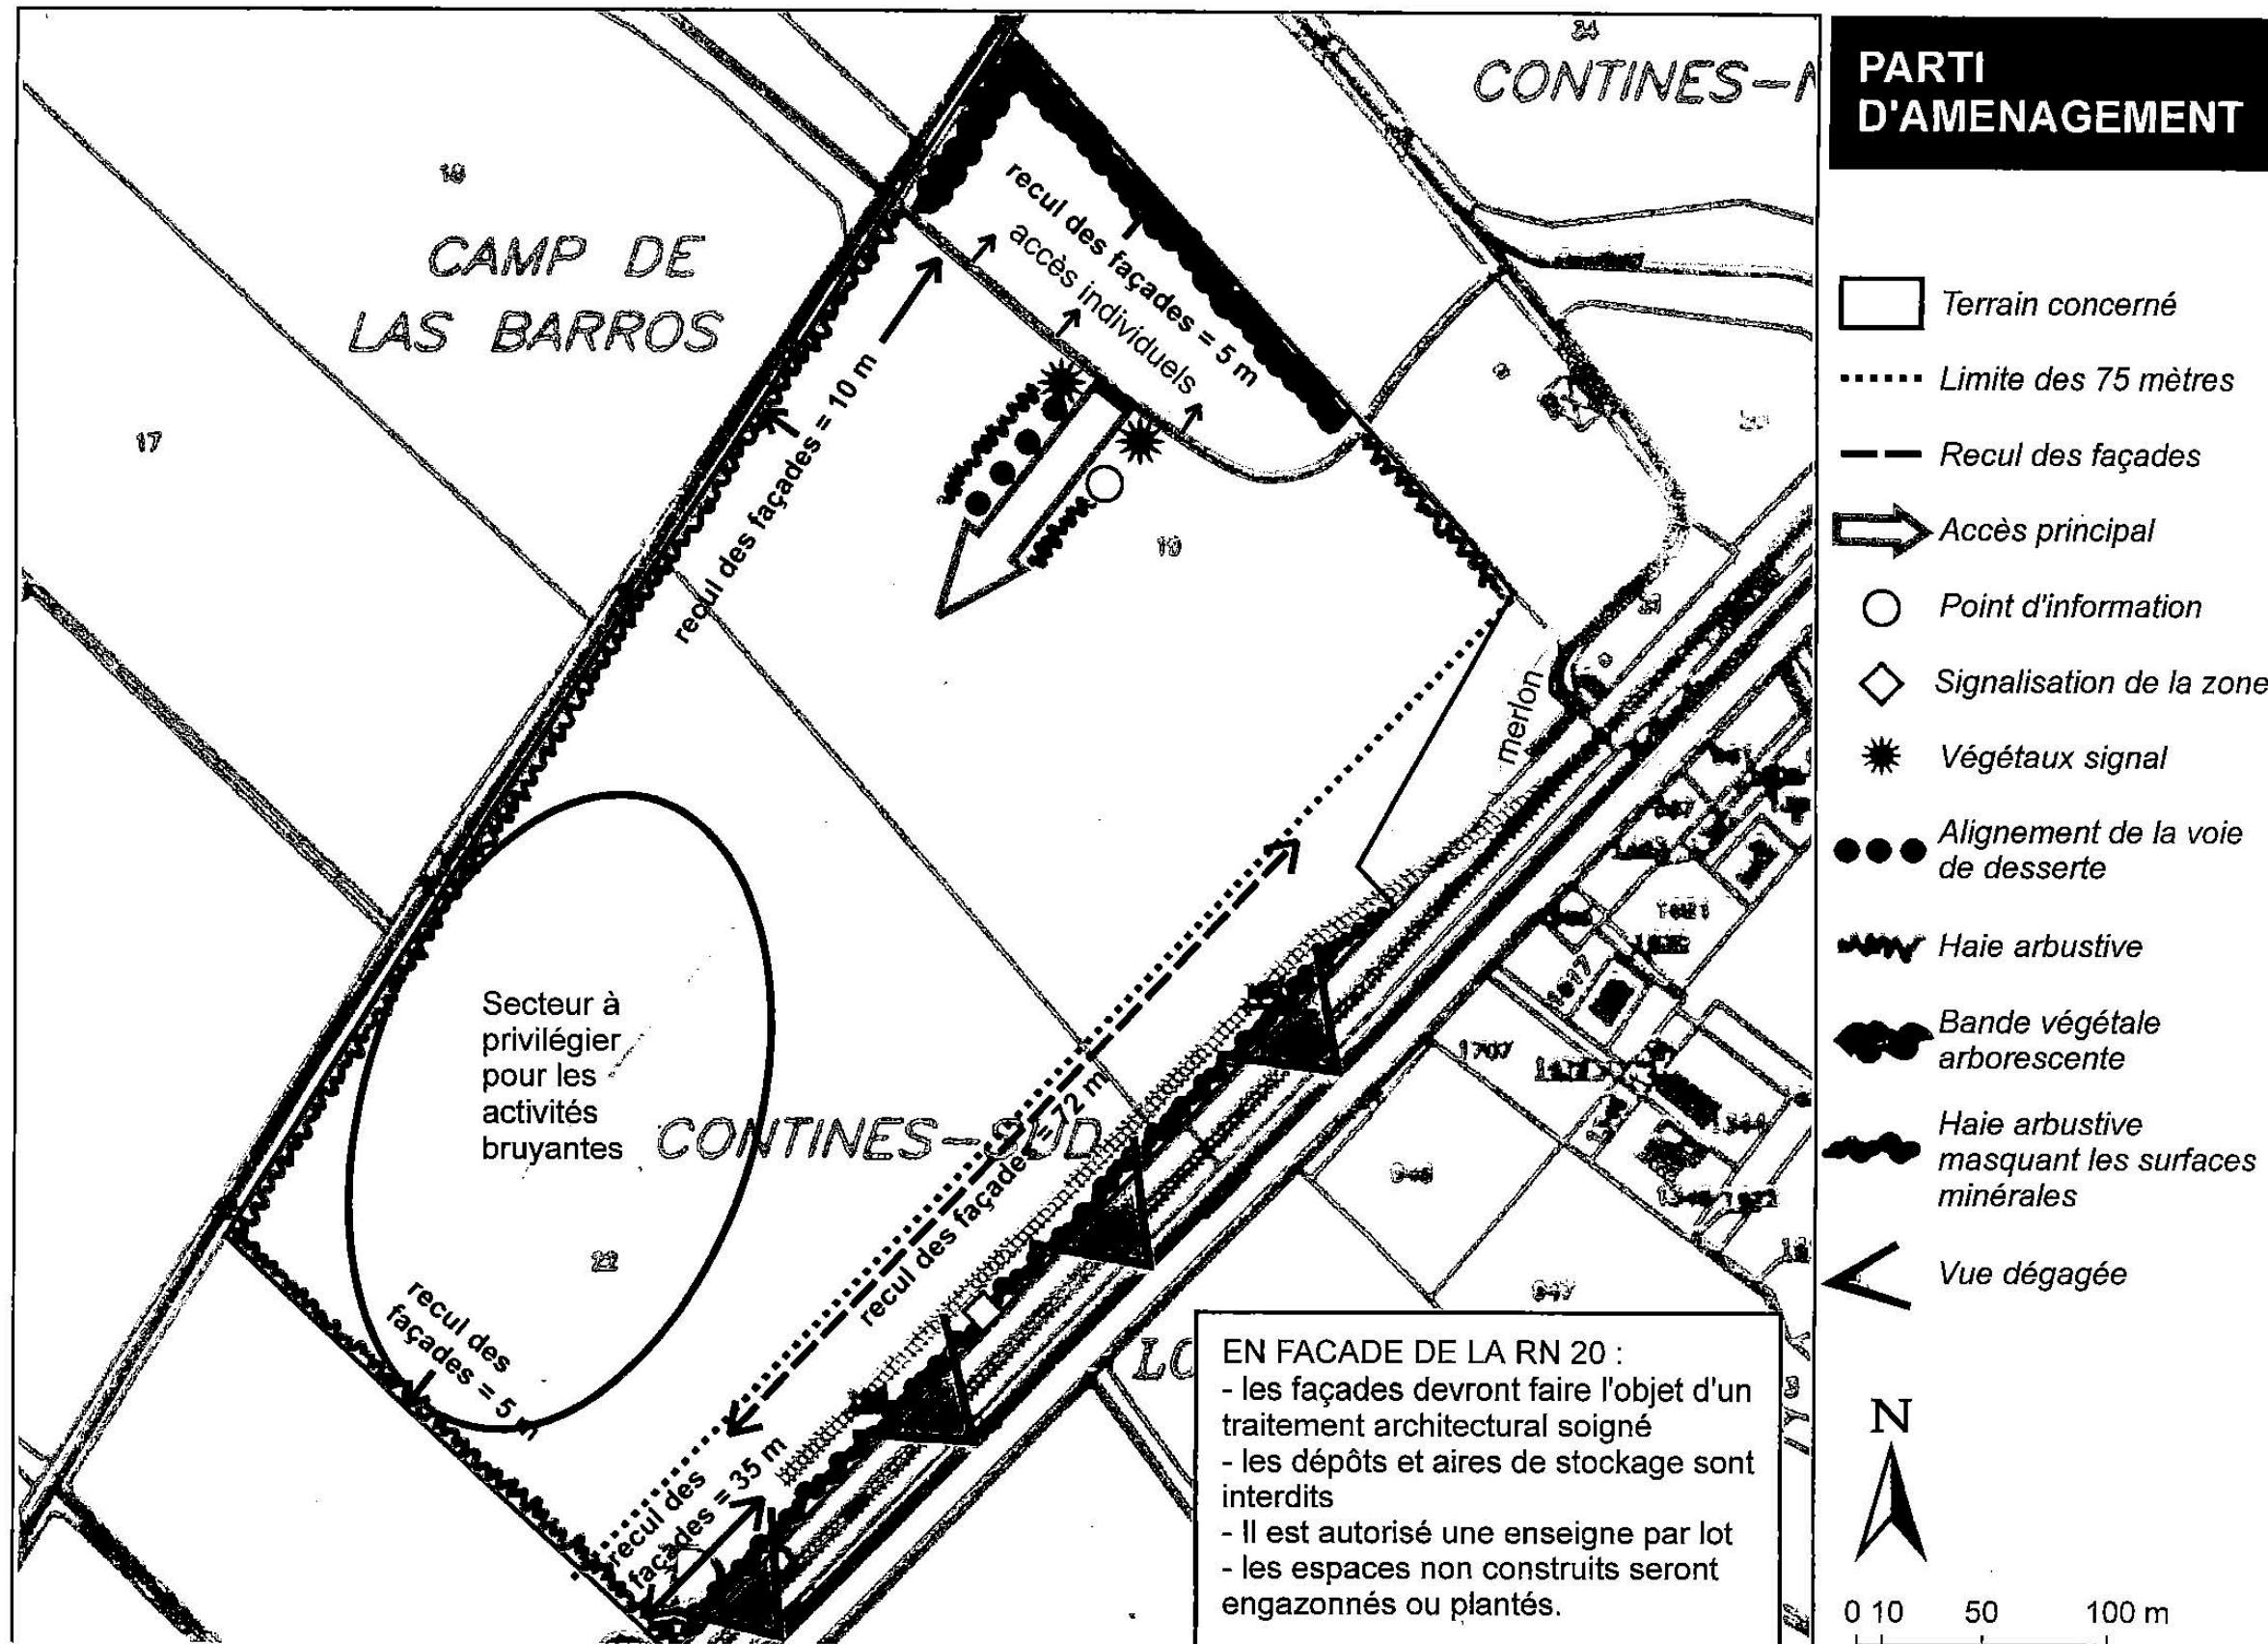 PARTI
D'AMENAGEMENT
CONTINES-
CAMP DE
LAS BARROS
18
17
recul des façades = 5 m
accès individuels
recul des façades = 10 m
19
merlon
Secteur à
privilégier
pour les
activités
bruyantes
CONTINES-SUD
22
recul des façades = 72 m
recul des
façades = 5 m
recul des
façades = 35 m
1707
947
EN FACADE DE LA RN 20 :
- les façades devront faire l'objet d'un
traitement architectural soigné
- les dépôts et aires de stockage sont
interdits
- Il est autorisé une enseigne par lot
- les espaces non construits seront
engazonnés ou plantés.
Terrain concerné
Limite des 75 mètres
Recul des façades
Accès principal
Point d'information
Signalisation de la zone
Végétaux signal
Alignement de la voie
de desserte
Haie arbustive
Bande végétale
arborescente
Haie arbustive
masquant les surfaces
minérales
Vue dégagée
N
0 10 50 100 m